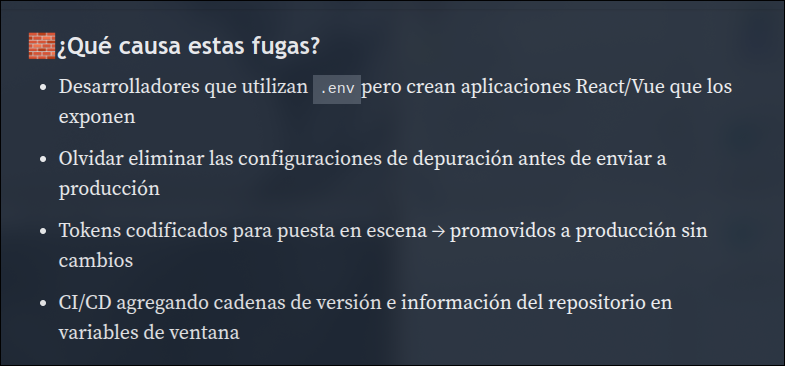 🧱¿Qué causa estas fugas?
• Desarrolladores que utilizan .env pero crean aplicaciones React/Vue que los
exponen
• Olvidar eliminar las configuraciones de depuración antes de enviar a
producción
• Tokens codificados para puesta en escena → promovidos a producción sin
cambios
• CI/CD agregando cadenas de versión e información del repositorio en
variables de ventana